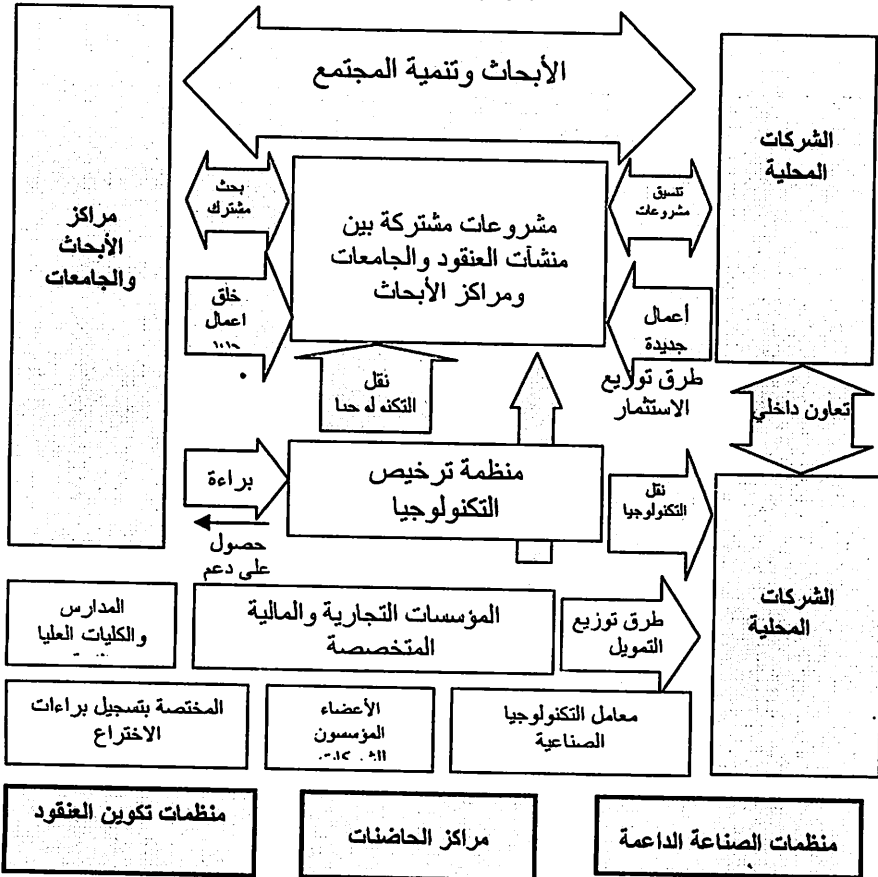 الأبحاث وتنمية المجتمع
الشركات
المحلية
مراكز
الأبحاث
والجامعات
بحث
مشترك
مشروعات مشتركة بين
منشآت العنقود والجامعات
ومراكز الأبحاث
تنسيق
مشروعات
خلق
اعمال
أعمال
جديدة
نقل
التكنولوجيا
طرق توزيع
الاستثمار
تعاون داخلي
براءة
منظمة ترخيص
التكنولوجيا
نقل
التكنولوجيا
حصول
على دعم
الشركات
المحلية
المدارس
والكليات العليا
المؤسسات التجارية والمالية
المتخصصة
طرق توزيع
التمويل
المختصة بتسجيل براءات
الاختراع
الأعضاء
المؤسسون
معامل التكنولوجيا
الصناعية
منظمات تكوين العنقود
مراكز الحاضنات
منظمات الصناعة الداعمة